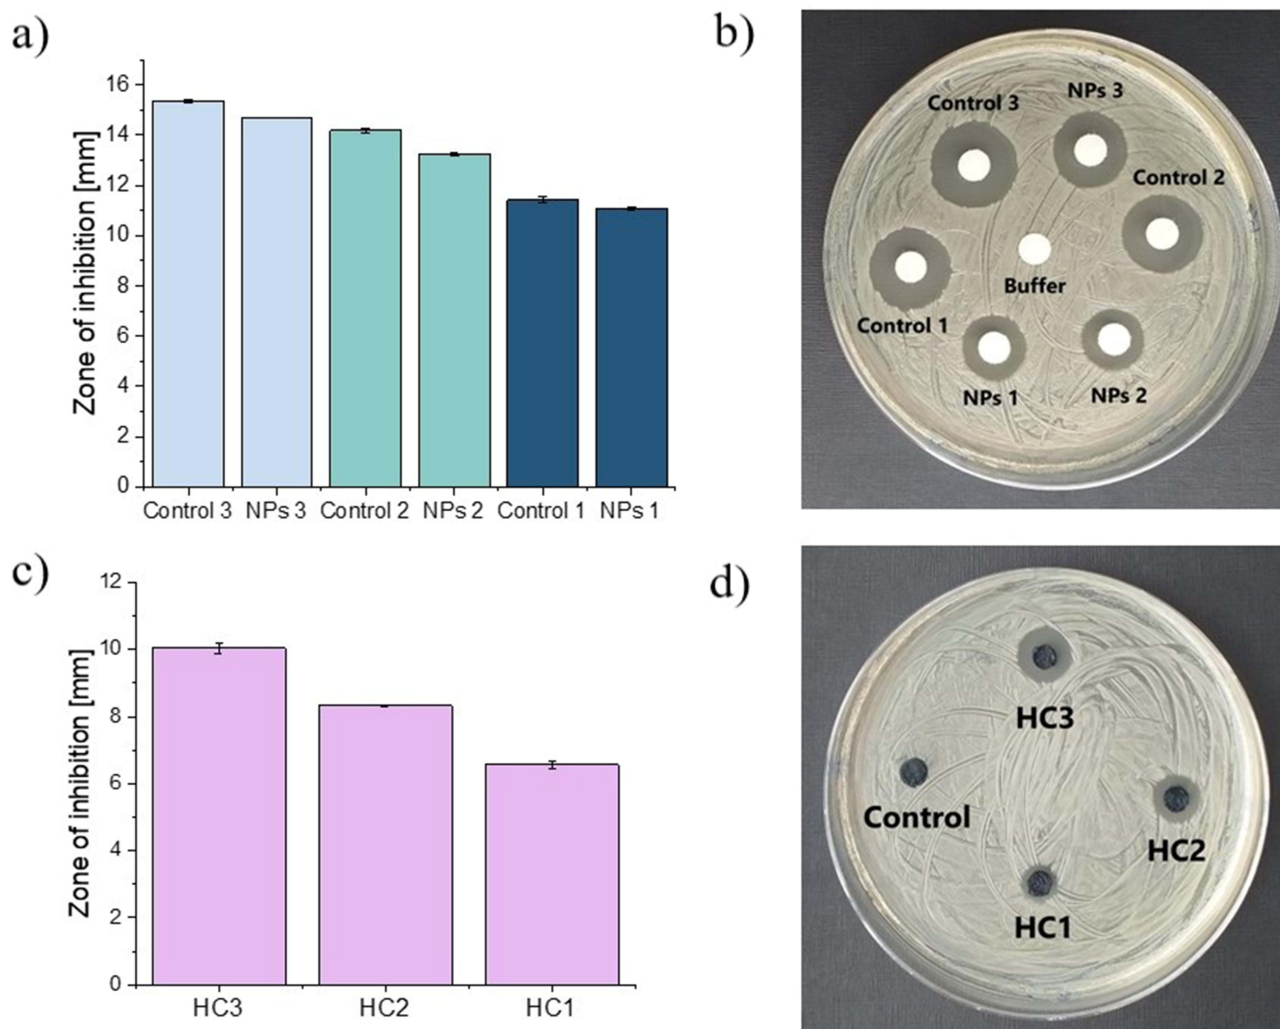 a)
Zone of inhibition [mm]
16
14
12
10
8
6
4
2
0
Control 3 NPs 3 Control 2 NPs 2 Control 1 NPs 1
b)
Control 3
NPs 3
Control 2
Buffer
Control 1
NPs 1
NPs 2
c)
Zone of inhibition [mm]
12
10
8
6
4
2
0
HC3 HC2 HC1
d)
HC3
Control
HC2
HC1